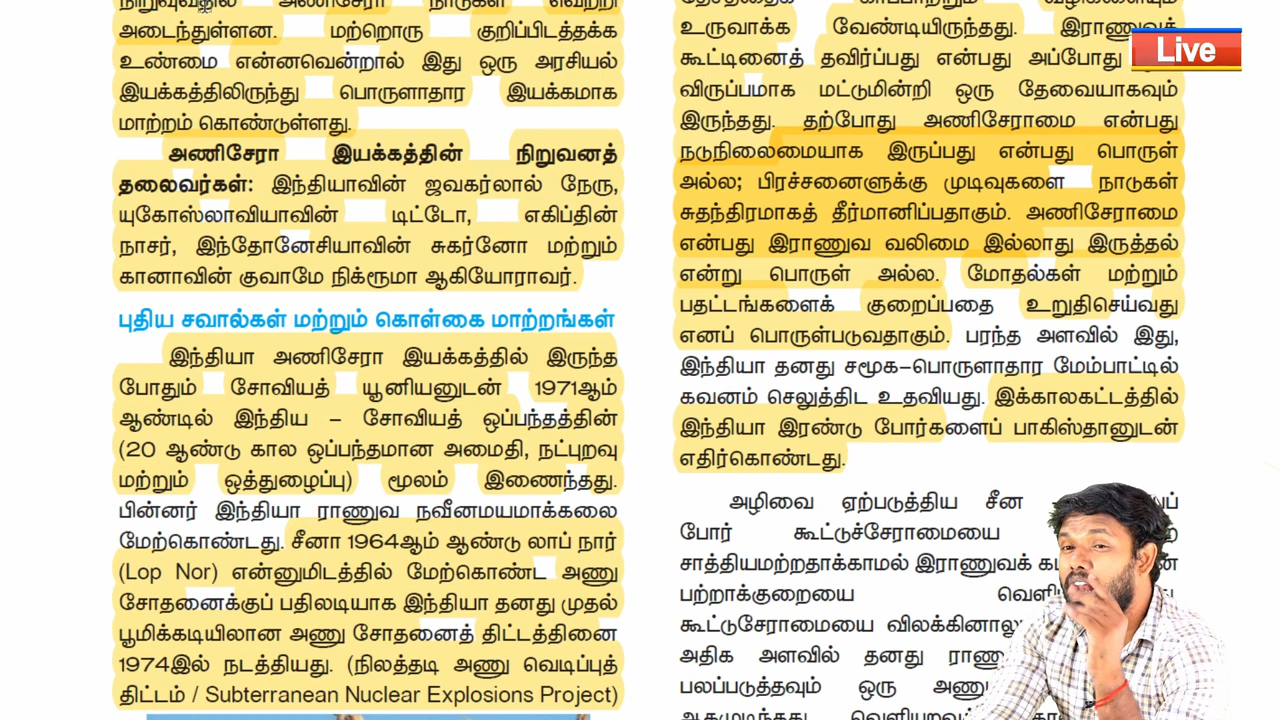 நிறுவுவதில் அணிசேரா நாடுகள் வெற்றி
அடைந்துள்ளன. மற்றொரு குறிப்பிடத்தக்க
உண்மை என்னவென்றால் இது ஒரு அரசியல்
இயக்கத்திலிருந்து பொருளாதார இயக்கமாக
மாற்றம் கொண்டுள்ளது.
அணிசேரா இயக்கத்தின் நிறுவனத்
தலைவர்கள்: இந்தியாவின் ஜவகர்லால் நேரு,
யுகோஸ்லாவியாவின் டிட்டோ, எகிப்தின்
நாசர், இந்தோனேசியாவின் சுகர்னோ மற்றும்
கானாவின் குவாமே நிக்ரூமா ஆகியோராவர்.
புதிய சவால்கள் மற்றும் கொள்கை மாற்றங்கள்
இந்தியா அணிசேரா இயக்கத்தில் இருந்த
போதும் சோவியத் யூனியனுடன் 1971ஆம்
ஆண்டில் இந்திய – சோவியத் ஒப்பந்தத்தின்
(20 ஆண்டு கால ஒப்பந்தமான அமைதி, நட்புறவு
மற்றும் ஒத்துழைப்பு) மூலம் இணைந்தது.
பின்னர் இந்தியா ராணுவ நவீனமயமாக்கலை
மேற்கொண்டது. சீனா 1964ஆம் ஆண்டு லாப் நார்
(Lop Nor) என்னுமிடத்தில் மேற்கொண்ட அணு
சோதனைக்குப் பதிலடியாக இந்தியா தனது முதல்
பூமிக்கடியிலான அணு சோதனைத் திட்டத்தினை
1974இல் நடத்தியது. (நிலத்தடி அணு வெடிப்புத்
திட்டம் / Subterranean Nuclear Explosions Project)
உருவாக்க வேண்டியிருந்தது. இராணுவக்
கூட்டினைத் தவிர்ப்பது என்பது அப்போது
விருப்பமாக மட்டுமின்றி ஒரு தேவையாகவும்
இருந்தது. தற்போது அணிசேராமை என்பது
நடுநிலைமையாக இருப்பது என்பது பொருள்
அல்ல; பிரச்சனைளுக்கு முடிவுகளை நாடுகள்
சுதந்திரமாகத் தீர்மானிப்பதாகும். அணிசேராமை
என்பது இராணுவ வலிமை இல்லாது இருத்தல்
என்று பொருள் அல்ல. மோதல்கள் மற்றும்
பதட்டங்களைக் குறைப்பதை உறுதிசெய்வது
எனப் பொருள்படுவதாகும். பரந்த அளவில் இது,
இந்தியா தனது சமூக–பொருளாதார மேம்பாட்டில்
கவனம் செலுத்திட உதவியது. இக்காலகட்டத்தில்
இந்தியா இரண்டு போர்களைப் பாகிஸ்தானுடன்
எதிர்கொண்டது.
அழிவை ஏற்படுத்திய சீன
போர் கூட்டுச்சேராமையை
சாத்தியமற்றதாக்காமல் இராணுவக்
பற்றாக்குறையை
கூட்டுசேராமையை
அதிக அளவில் தனது
பலப்படுத்தவும் ஒரு அணு
Live